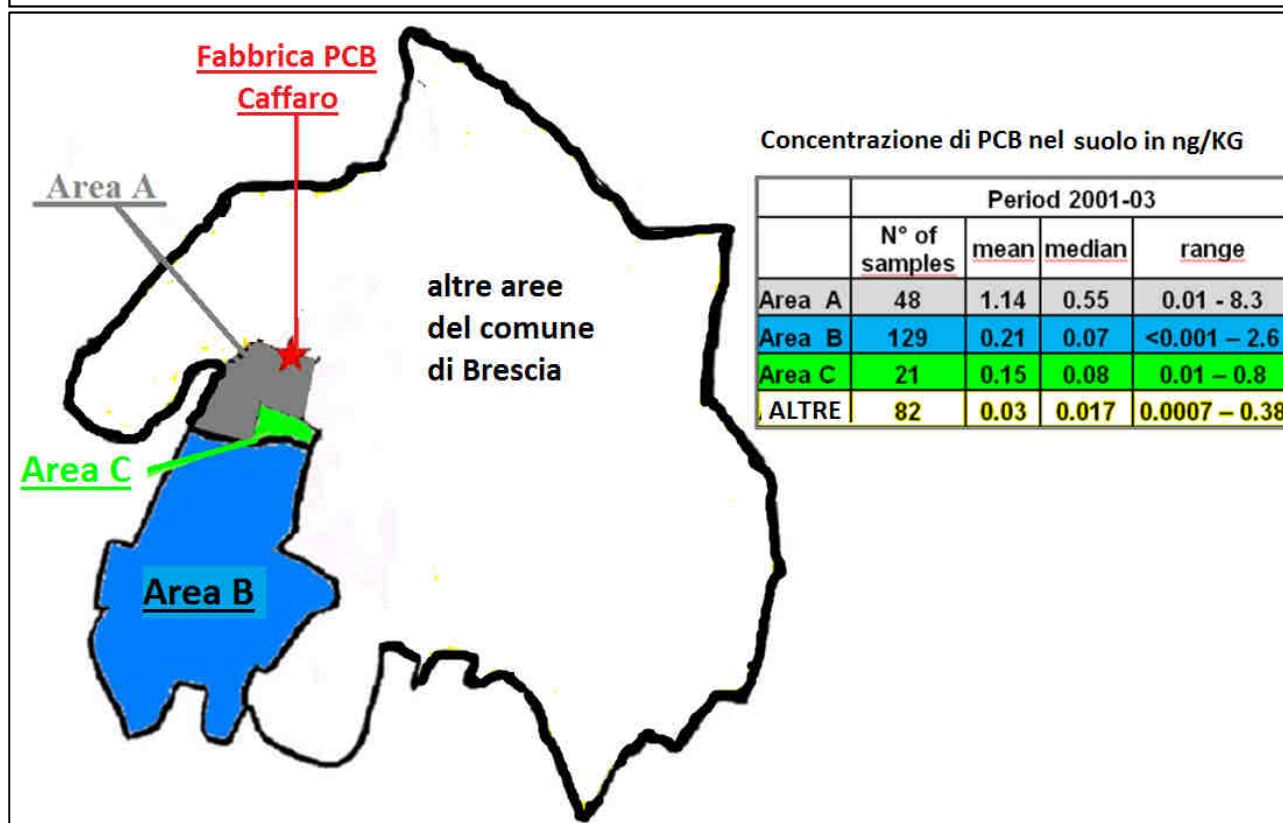 Fabbrica PCB
Caffaro
Area A
altre aree
del comune
di Brescia
Area C
Area B
Concentrazione di PCB nel suolo in ng/KG
Period 2001-03
N° of samples mean median range
Area A 48 1.14 0.55 0.01 - 8.3
Area B 129 0.21 0.07 <0.001 – 2.6
Area C 21 0.15 0.08 0.01 – 0.8
ALTRE 82 0.03 0.017 0.0007 – 0.38